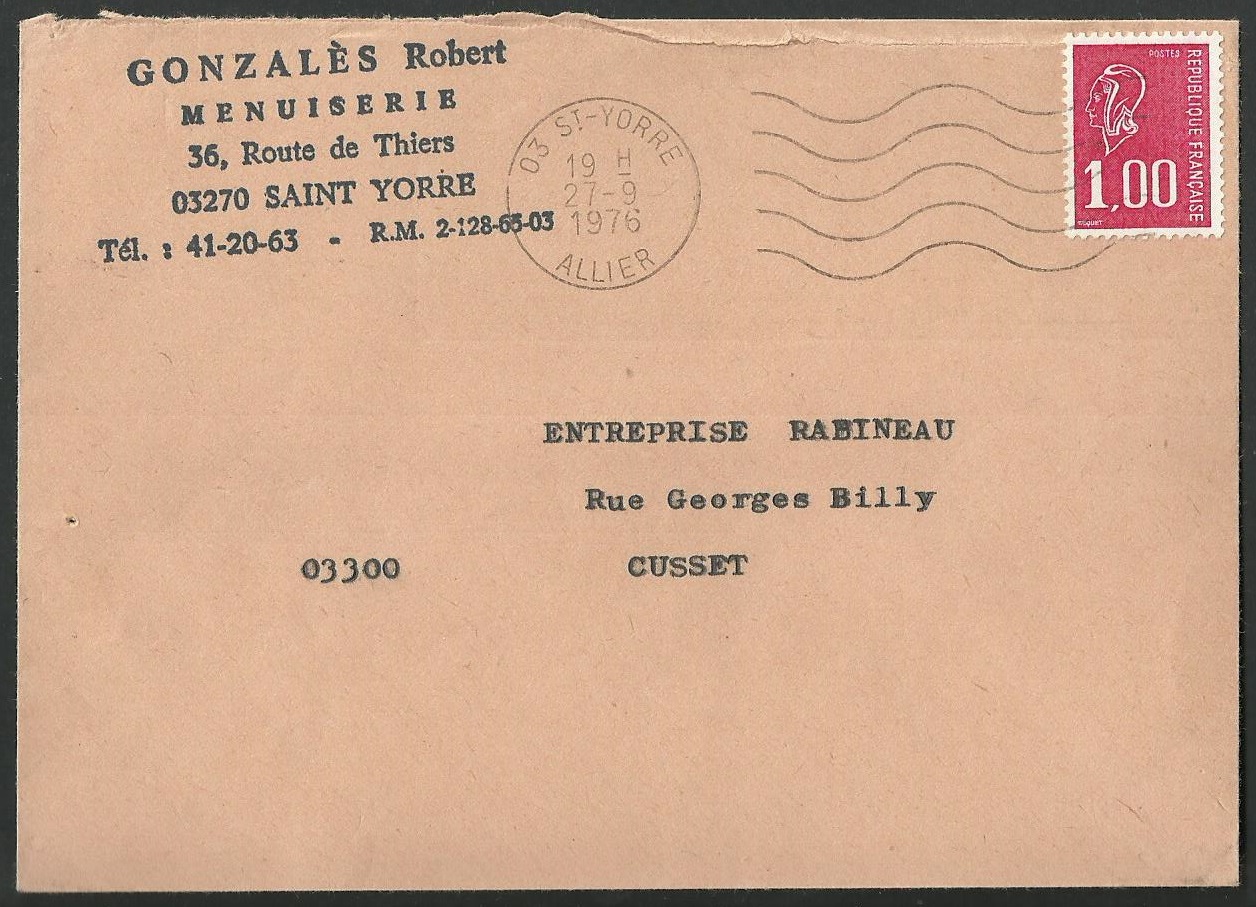 GONZALÈS Robert
MENUISERIE
36, Route de Thiers
03270 SAINT YORRE
Tél. : 41-20-63 - R.M. 2-128-65-03
03 ST-YORRE
19 H
27-9
1976
ALLIER
POSTES
REPUBLIQUE FRANÇAISE
1,00
BEQUET
ENTREPRISE RABINEAU
Rue Georges Billy
03300 CUSSET